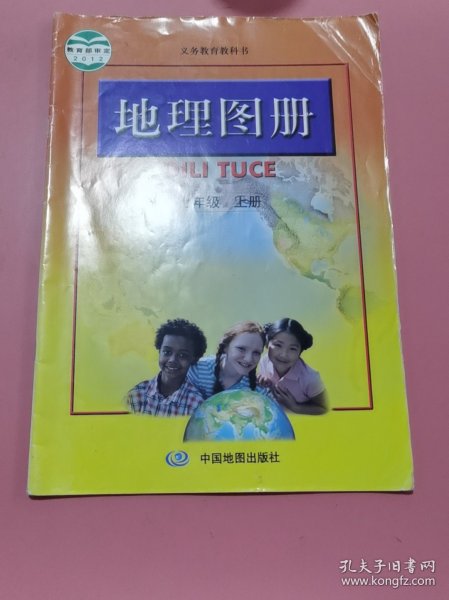 教育部审定
2012
义务教育教科书
地理图册
DILI TUCE
年级 上册
中国地图出版社
孔夫子旧书网
www.kongfz.com